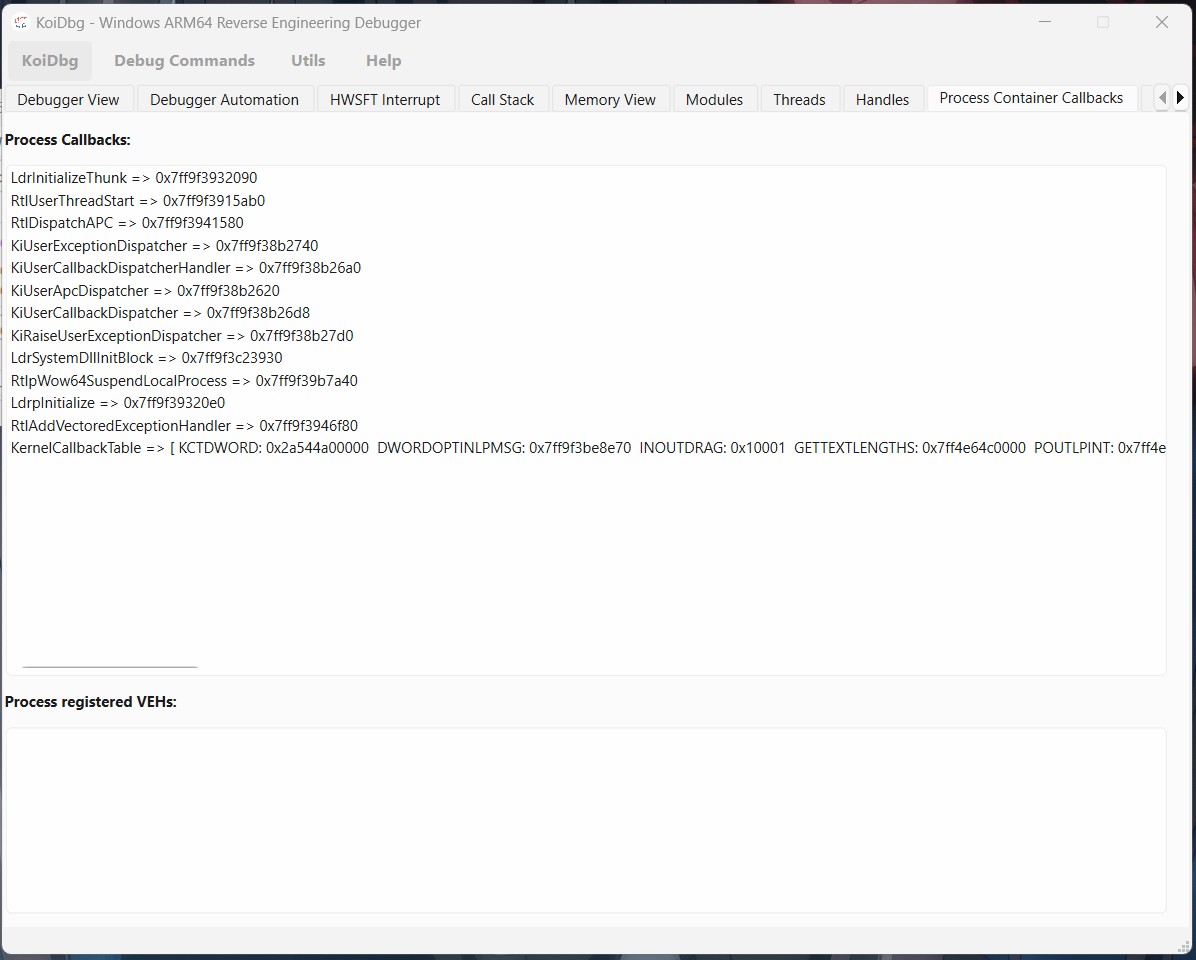 KoiDbg - Windows ARM64 Reverse Engineering Debugger
KoiDbg Debug Commands Utils Help
Debugger View Debugger Automation HWSFT Interrupt Call Stack Memory View Modules Threads Handles Process Container Callbacks
Process Callbacks:
LdrInitializeThunk => 0x7ff9f3932090
RtlUserThreadStart => 0x7ff9f3915ab0
RtlDispatchAPC => 0x7ff9f3941580
KiUserExceptionDispatcher => 0x7ff9f38b2740
KiUserCallbackDispatcherHandler => 0x7ff9f38b26a0
KiUserApcDispatcher => 0x7ff9f38b2620
KiUserCallbackDispatcher => 0x7ff9f38b26d8
KiRaiseUserExceptionDispatcher => 0x7ff9f38b27d0
LdrSystemDllInitBlock => 0x7ff9f3c23930
RtlpWow64SuspendLocalProcess => 0x7ff9f39b7a40
LdrpInitialize => 0x7ff9f39320e0
RtlAddVectoredExceptionHandler => 0x7ff9f3946f80
KernelCallbackTable => [ KCTDWORD: 0x2a544a00000 DWORDOPTINLPMSG: 0x7ff9f3be8e70 INOUTDRAG: 0x10001 GETTEXTLENGTHS: 0x7ff4e64c0000 POUTLPINT: 0x7ff4e
Process registered VEHs: